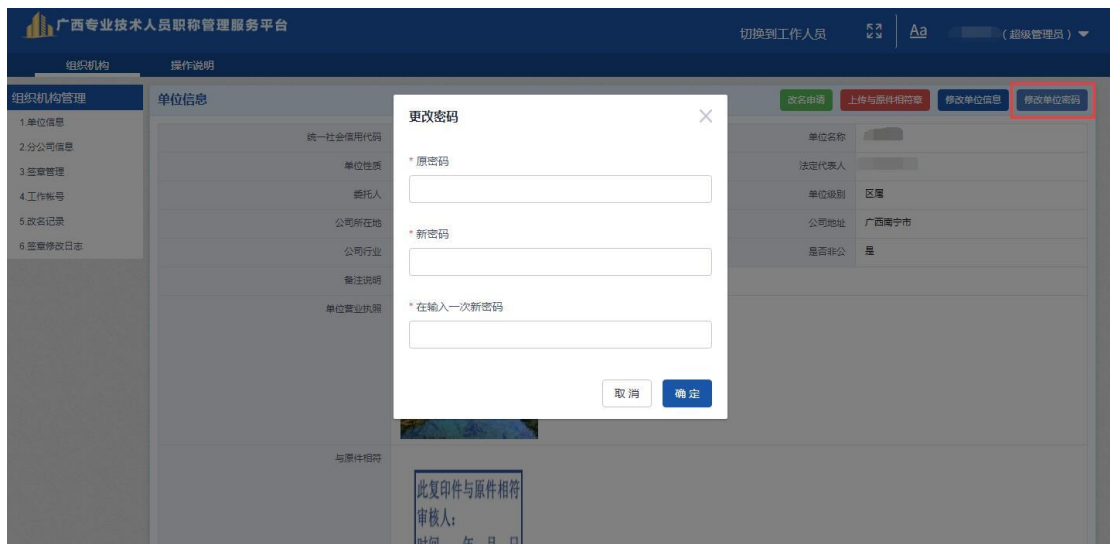 广西专业技术人员职称管理服务平台
切换到工作人员
Aa
(超级管理员)
组织机构 操作说明
组织机构管理
1.单位信息
2.分公司信息
3.签章管理
4.工作帐号
5.改名记录
6.签章修改日志
单位信息
改名申请 上传与原件相符章 修改单位信息 修改单位密码
统一社会信用代码 单位名称
单位性质 法定代表人
委托人 单位级别 区属
公司所在地 公司地址 广西南宁市
公司行业 是否非公 是
备注说明
单位营业执照
与原件相符
此复印件与原件相符
审核人:
时间 年 月 日
更改密码
* 原密码
* 新密码
* 在输入一次新密码
取消 确定